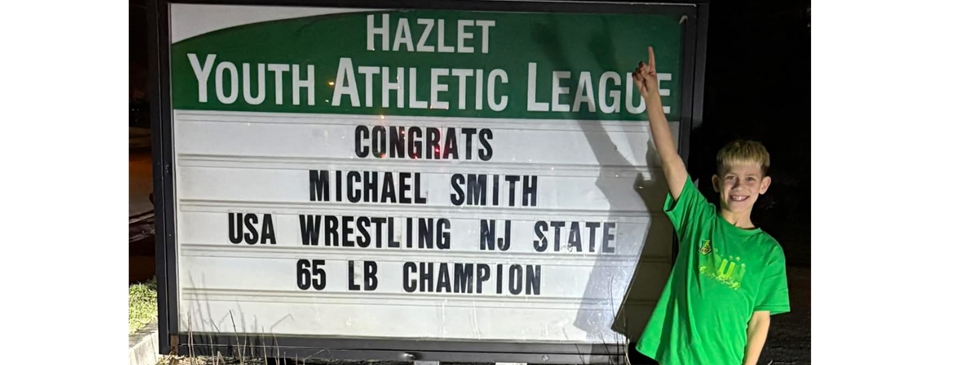 HAZLET
YOUTH ATHLETIC LEAGUE
CONGRATS
MICHAEL SMITH
USA WRESTLING NJ STATE
65 LB CHAMPION